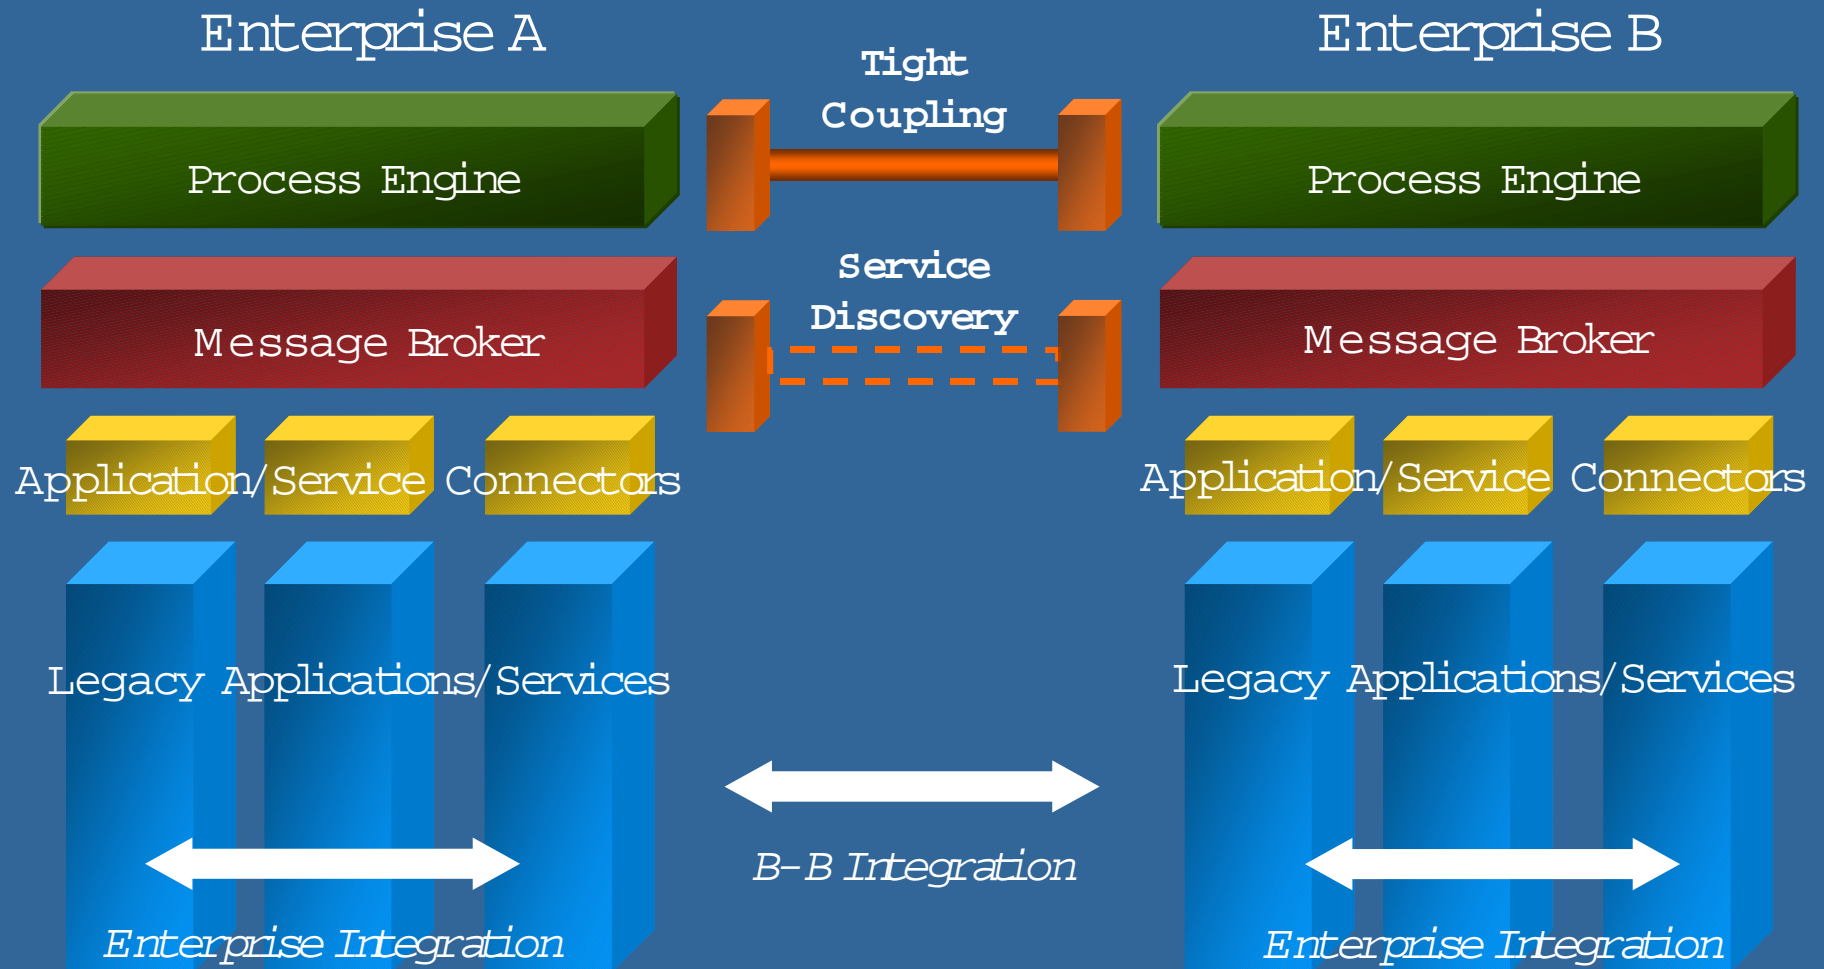 Enterprise A
Tight
Coupling
Enterprise B
Process Engine
Process Engine
Service
Discovery
Message Broker
Message Broker
Application/Service Connectors
Application/Service Connectors
Legacy Applications/Services
Legacy Applications/Services
B-B Integration
Enterprise Integration
Enterprise Integration